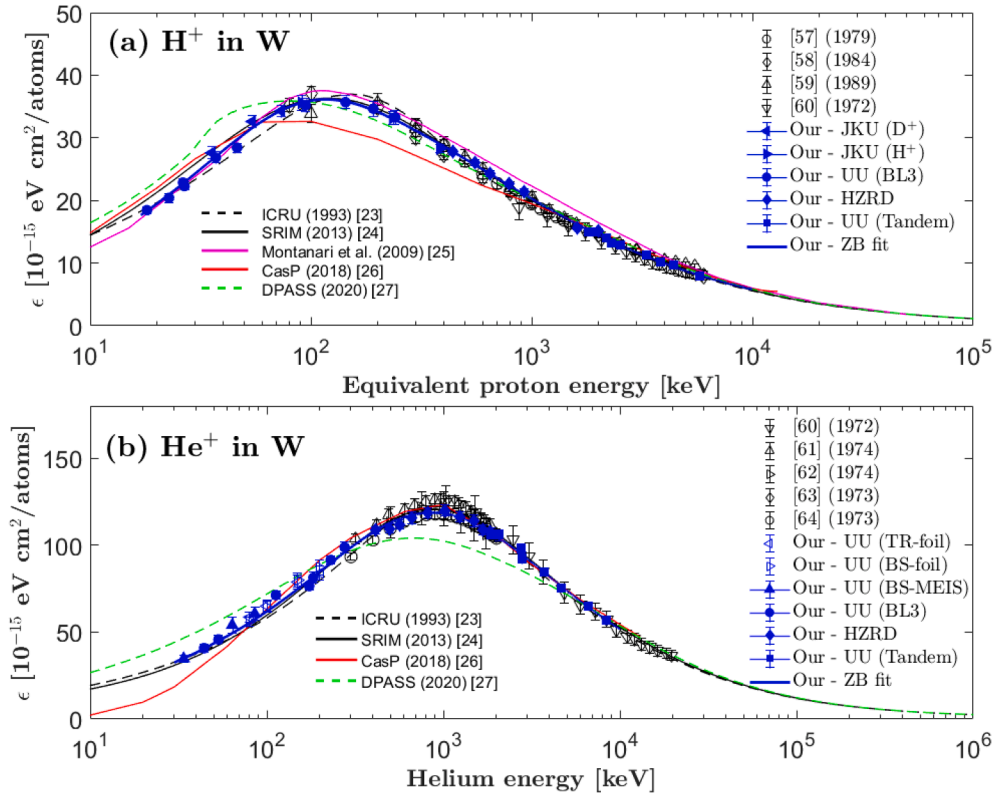 50
40
30
20
10
0
ϵ [10⁻¹⁵ eV cm²/atoms]
(a) H⁺ in W
[57] (1979)
[58] (1984)
[59] (1989)
[60] (1972)
Our - JKU (D⁺)
Our - JKU (H⁺)
Our - UU (BL3)
Our - HZRD
Our - UU (Tandem)
Our - ZB fit
ICRU (1993) [23]
SRIM (2013) [24]
Montanari et al. (2009) [25]
CasP (2018) [26]
DPASS (2020) [27]
10¹ 10² 10³ 10⁴ 10⁵
Equivalent proton energy [keV]
150
100
50
0
ϵ [10⁻¹⁵ eV cm²/atoms]
(b) He⁺ in W
[60] (1972)
[61] (1974)
[62] (1974)
[63] (1973)
[64] (1973)
Our - UU (TR-foil)
Our - UU (BS-foil)
Our - UU (BS-MEIS)
Our - UU (BL3)
Our - HZRD
Our - UU (Tandem)
Our - ZB fit
ICRU (1993) [23]
SRIM (2013) [24]
CasP (2018) [26]
DPASS (2020) [27]
10¹ 10² 10³ 10⁴ 10⁵ 10⁶
Helium energy [keV]